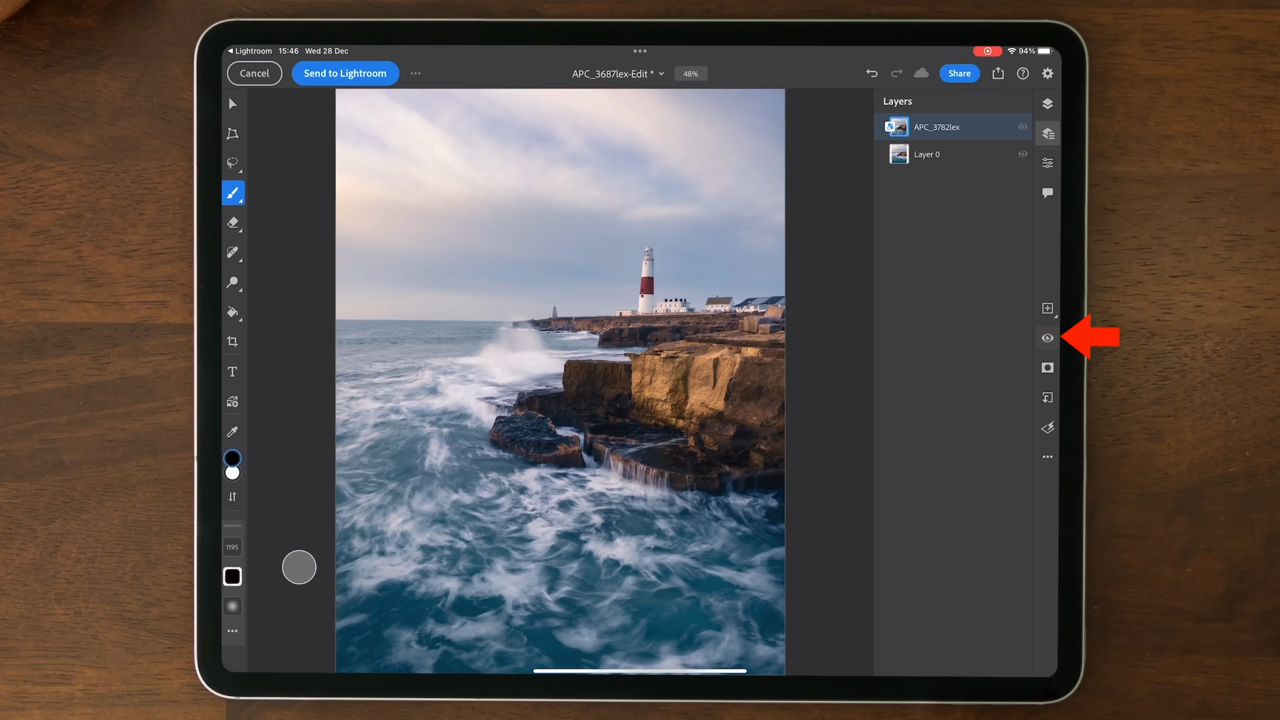 Lightroom 15:46 Wed 28 Dec 94%
Cancel Send to Lightroom APC_3687lex-Edit * 48% Share
Layers
APC_3782lex
Layer 0
T
1195